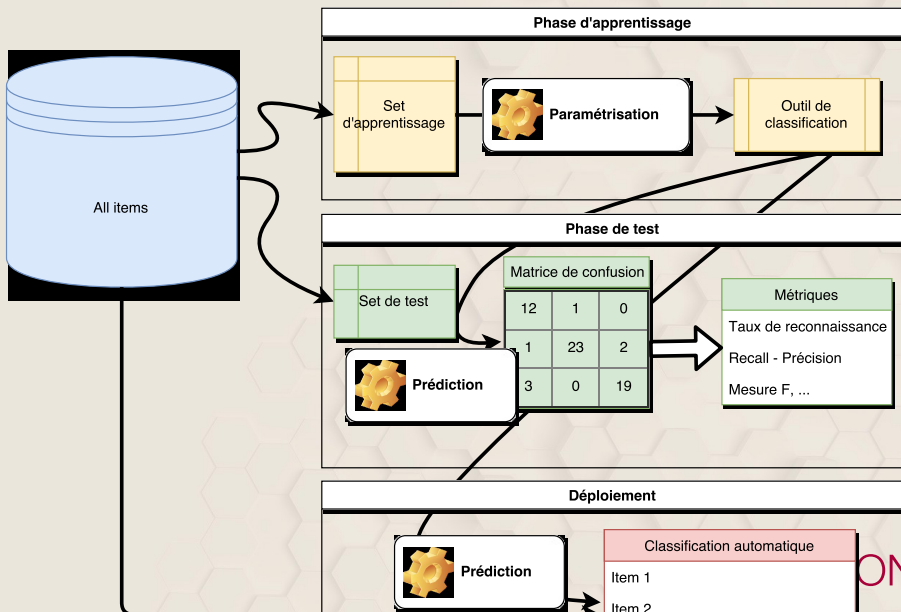 Phase d'apprentissage
All items
Set
d'apprentissage
Paramétrisation
Outil de
classification
Phase de test
Set de test
Prédiction
Matrice de confusion
12 1 0
1 23 2
3 0 19
Métriques
Taux de reconnaissance
Recall - Précision
Mesure F, ...
Déploiement
Prédiction
Classification automatique
Item 1
Item 2
ON